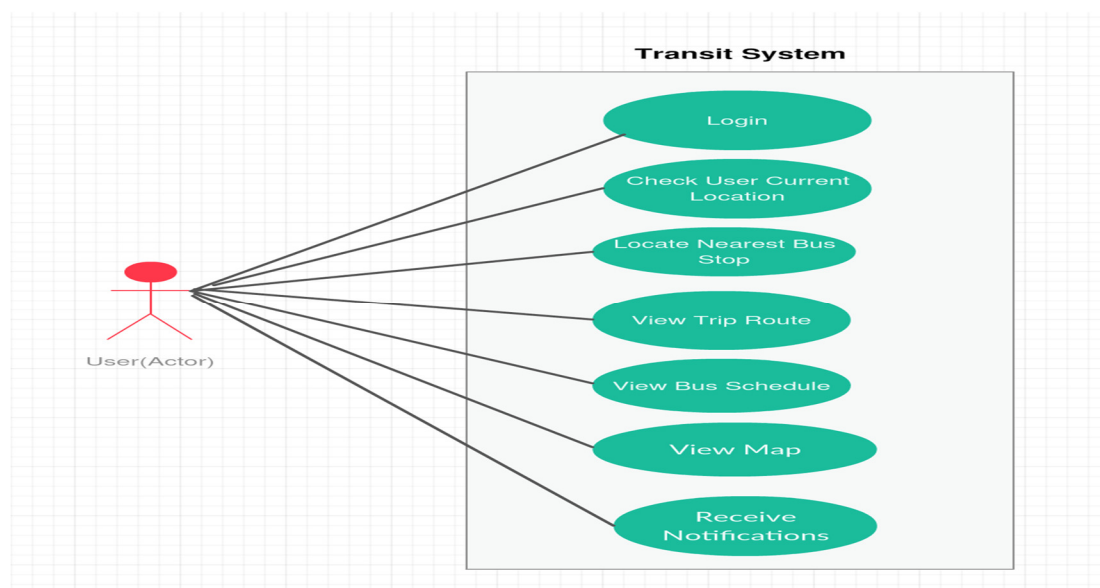 Transit System
Login
Check User Current
Location
Locate Nearest Bus
Stop
View Trip Route
User(Actor)
View Bus Schedule
View Map
Receive
Notifications